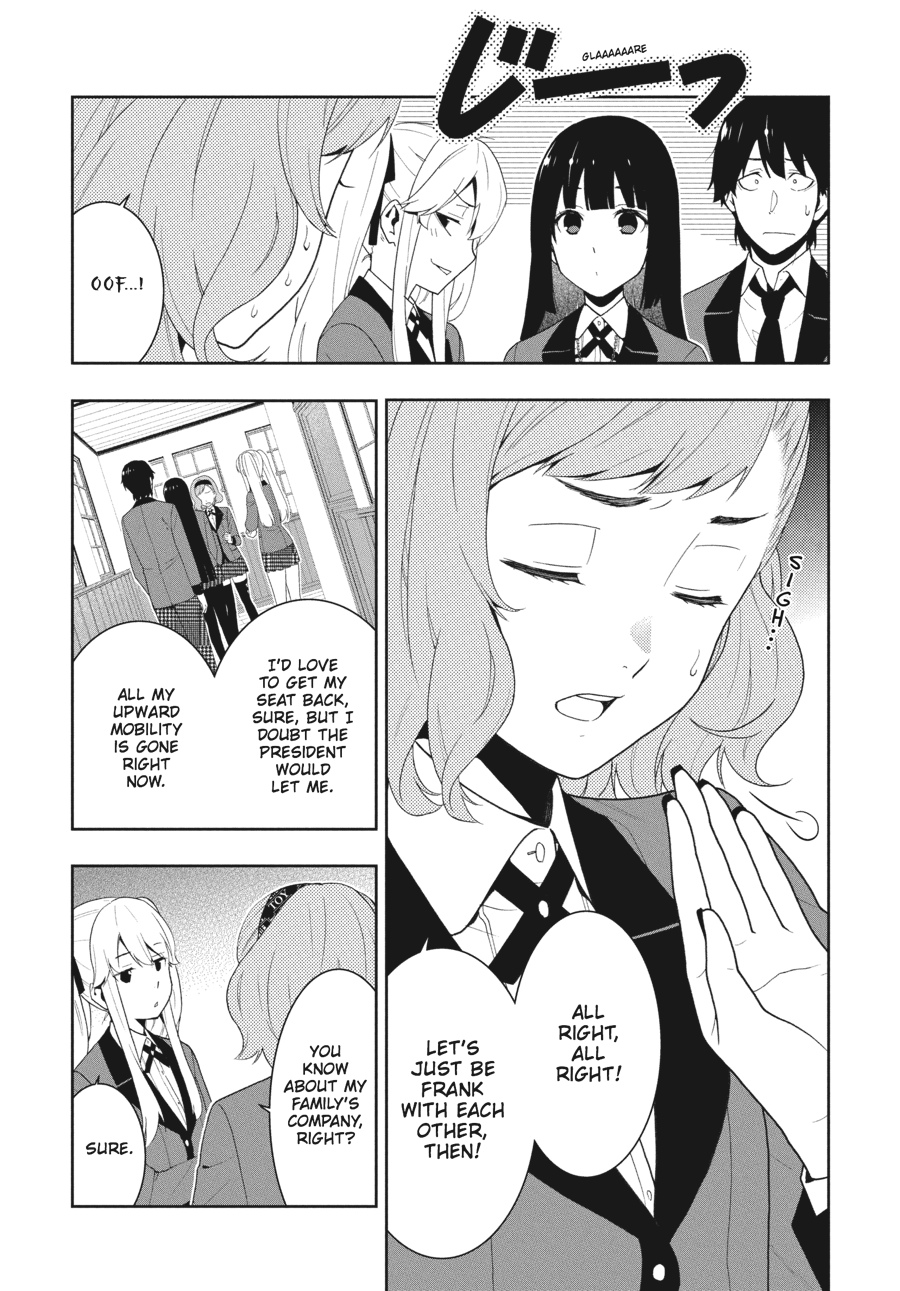 じーっ
GLAAAAAARE
OOF...!
SIGH...
ALL
RIGHT,
ALL
RIGHT!
LET'S
JUST BE
FRANK
WITH EACH
OTHER,
THEN!
I'D LOVE
TO GET MY
SEAT BACK,
SURE, BUT I
DOUBT THE
PRESIDENT
WOULD
LET ME.
ALL MY
UPWARD
MOBILITY
IS GONE
RIGHT
NOW.
TOY
YOU
KNOW
ABOUT MY
FAMILY'S
COMPANY,
RIGHT?
SURE.